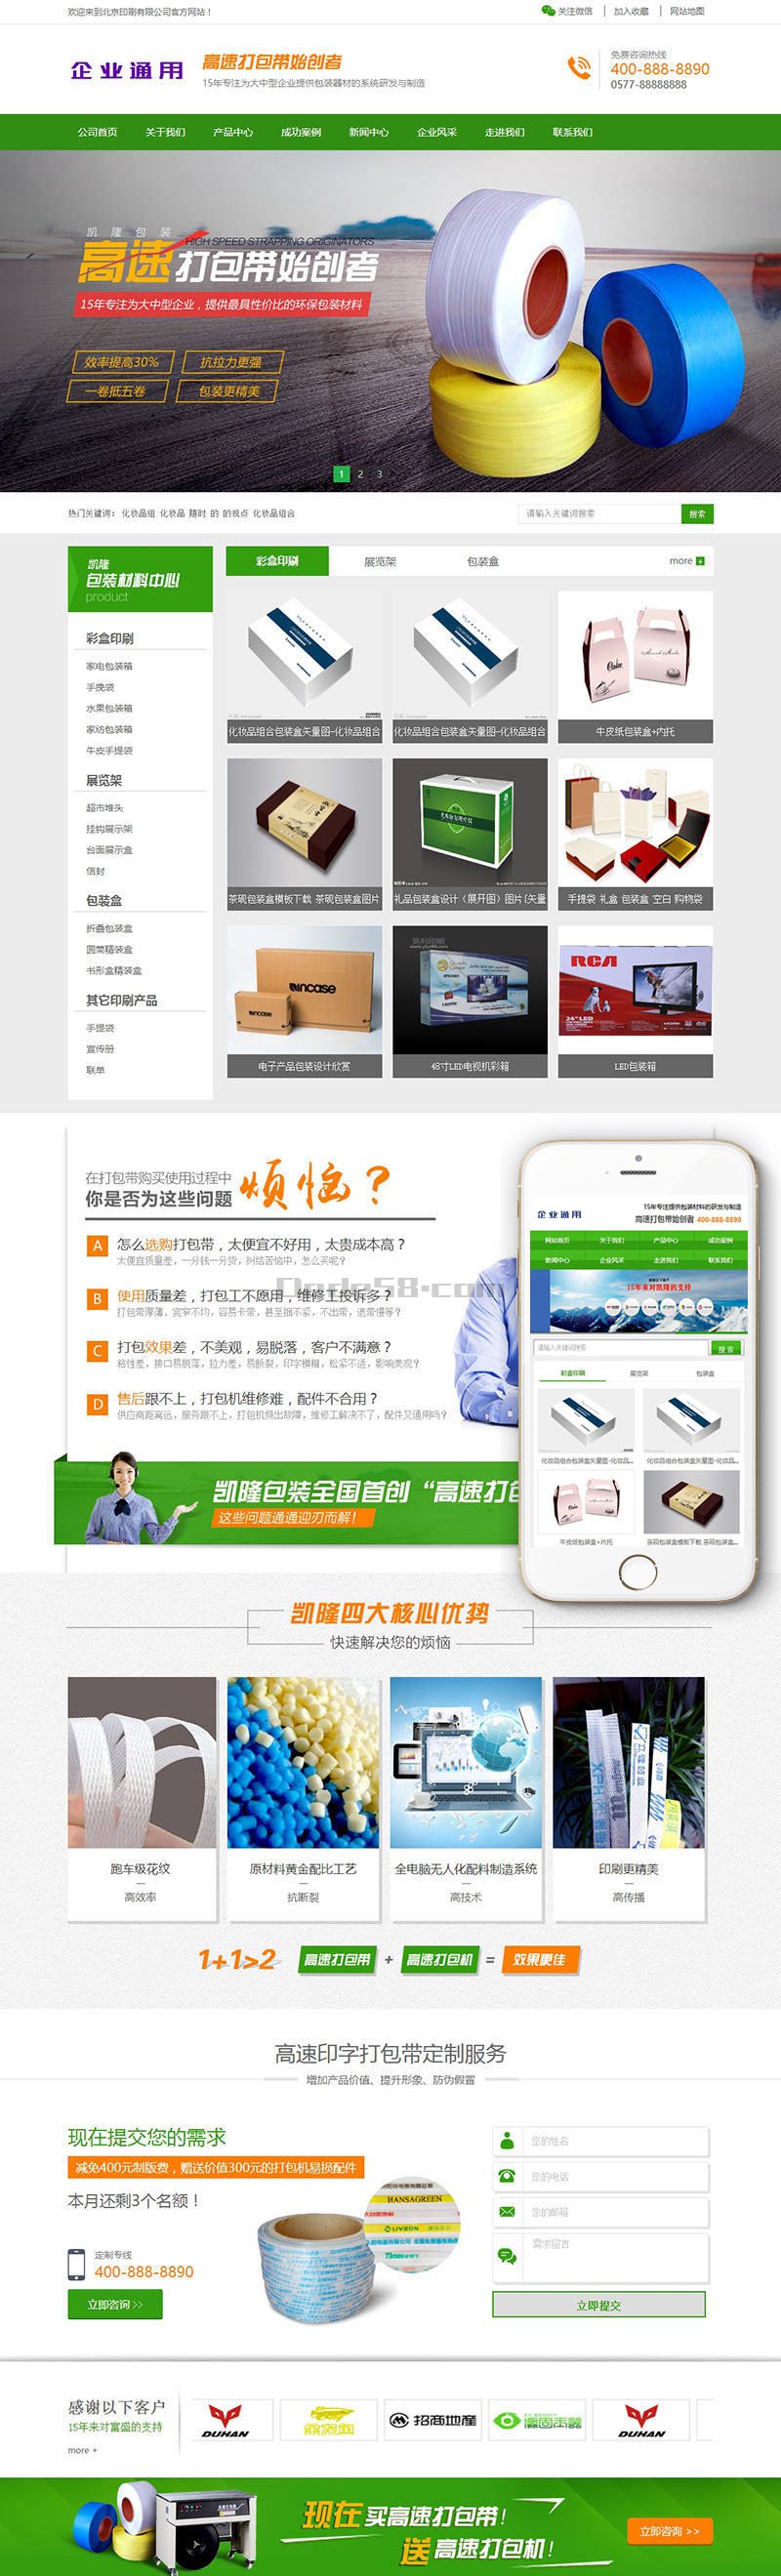 欢迎来到北京印刷有限公司官方网站！
关注微信 | 加入收藏 | 网站地图
企业通用
高速打包带始创者
15年专注为大中型企业提供包装器材的系统研发与制造
免费咨询热线
400-888-8890
0577-88888888
公司首页 关于我们 产品中心 成功案例 新闻中心 企业风采 走进我们 联系我们
凯隆包装
HIGH SPEED STRAPPING ORIGINATORS
高速打包带始创者
15年专注为大中型企业，提供最具性价比的环保包装材料
效率提高30% 抗拉力更强
一卷抵五卷 包装更精美
1 2 3
热门关键词： 化妆品组 化妆品 随时 的 的观点 化妆品组合
请输入关键词搜索 搜索
凯隆
包装材料中心
product
彩盒印刷
家电包装箱
手挽袋
水果包装箱
家纺包装箱
牛皮手提袋
展览架
超市堆头
挂钩展示架
台面展示盒
信封
包装盒
折叠包装盒
圆筒精装盒
书形盒精装盒
其它印刷产品
手提袋
宣传册
联单
彩盒印刷 展览架 包装盒 more +
化妆品组合包装盒矢量图-化妆品组合
化妆品组合包装盒矢量图-化妆品组合
Cake
牛皮纸包装盒+内托
茶砚包装盒模板下载 茶砚包装盒图片
礼品包装盒设计（展开图）图片[矢量
手提袋 礼盒 包装盒 空白 购物袋
incase
incase
电子产品包装设计欣赏
48寸LED电视机彩箱
RCA
24" LED
LED包装箱
在打包带购买使用过程中
你是否为这些问题
烦恼？
A 怎么选购打包带，太便宜不好用，太贵成本高？
太便宜质量差，一分钱一分货，纠结苦恼中，怎么买呢？
B 使用质量差，打包工不愿用，维修工投诉多？
打包带厚薄、宽窄不均，容易卡带，甚至捆不紧，不出带，退带慢等？
C 打包效果差，不美观，易脱落，客户不满意？
粘性差，接口易脱落，拉力差，易断裂，印字模糊，松紧不适，影响美观？
D 售后跟不上，打包机维修难，配件不合用？
供应商距离远，服务跟不上，打包机频出故障，维修工解决不了，配件又通用吗？
凯隆包装全国首创“高速打包
这些问题通通迎刃而解！
企业通用
15年专注提供包装材料的研发与制造
高速打包带始创者 400-888-8890
网站首页 关于我们 产品中心 成功案例
新闻中心 企业风采 走进我们 联系我们
15年来对凯隆的支持
请输入关键词搜索 搜索
彩盒印刷 展览架 包装盒
化妆品组合包装盒矢量图-化妆品...
化妆品组合包装盒矢量图-化妆品...
牛皮纸包装盒+内托
茶砚包装盒模板下载 茶砚包装盒...
凯隆四大核心优势
快速解决您的烦恼
跑车级花纹
高效率
原材料黄金配比工艺
抗断裂
全电脑无人化配料制造系统
高技术
印刷更精美
高传播
1+1>2 高速打包带 + 高速打包机 = 效果更佳
高速印字打包带定制服务
增加产品价值、提升形象、防伪假冒
现在提交您的需求
减免400元制版费，赠送价值300元的打包机易损配件
本月还剩3个名额！
定制专线
400-888-8890
立即咨询 >>
HANSAGREEN
您的姓名
您的电话
您的邮箱
需求留言
立即提交
感谢以下客户
15年来对富盛的支持
more +
DUHAN
招商地产
DUHAN
现在买高速打包带！
送高速打包机！
立即咨询 >>